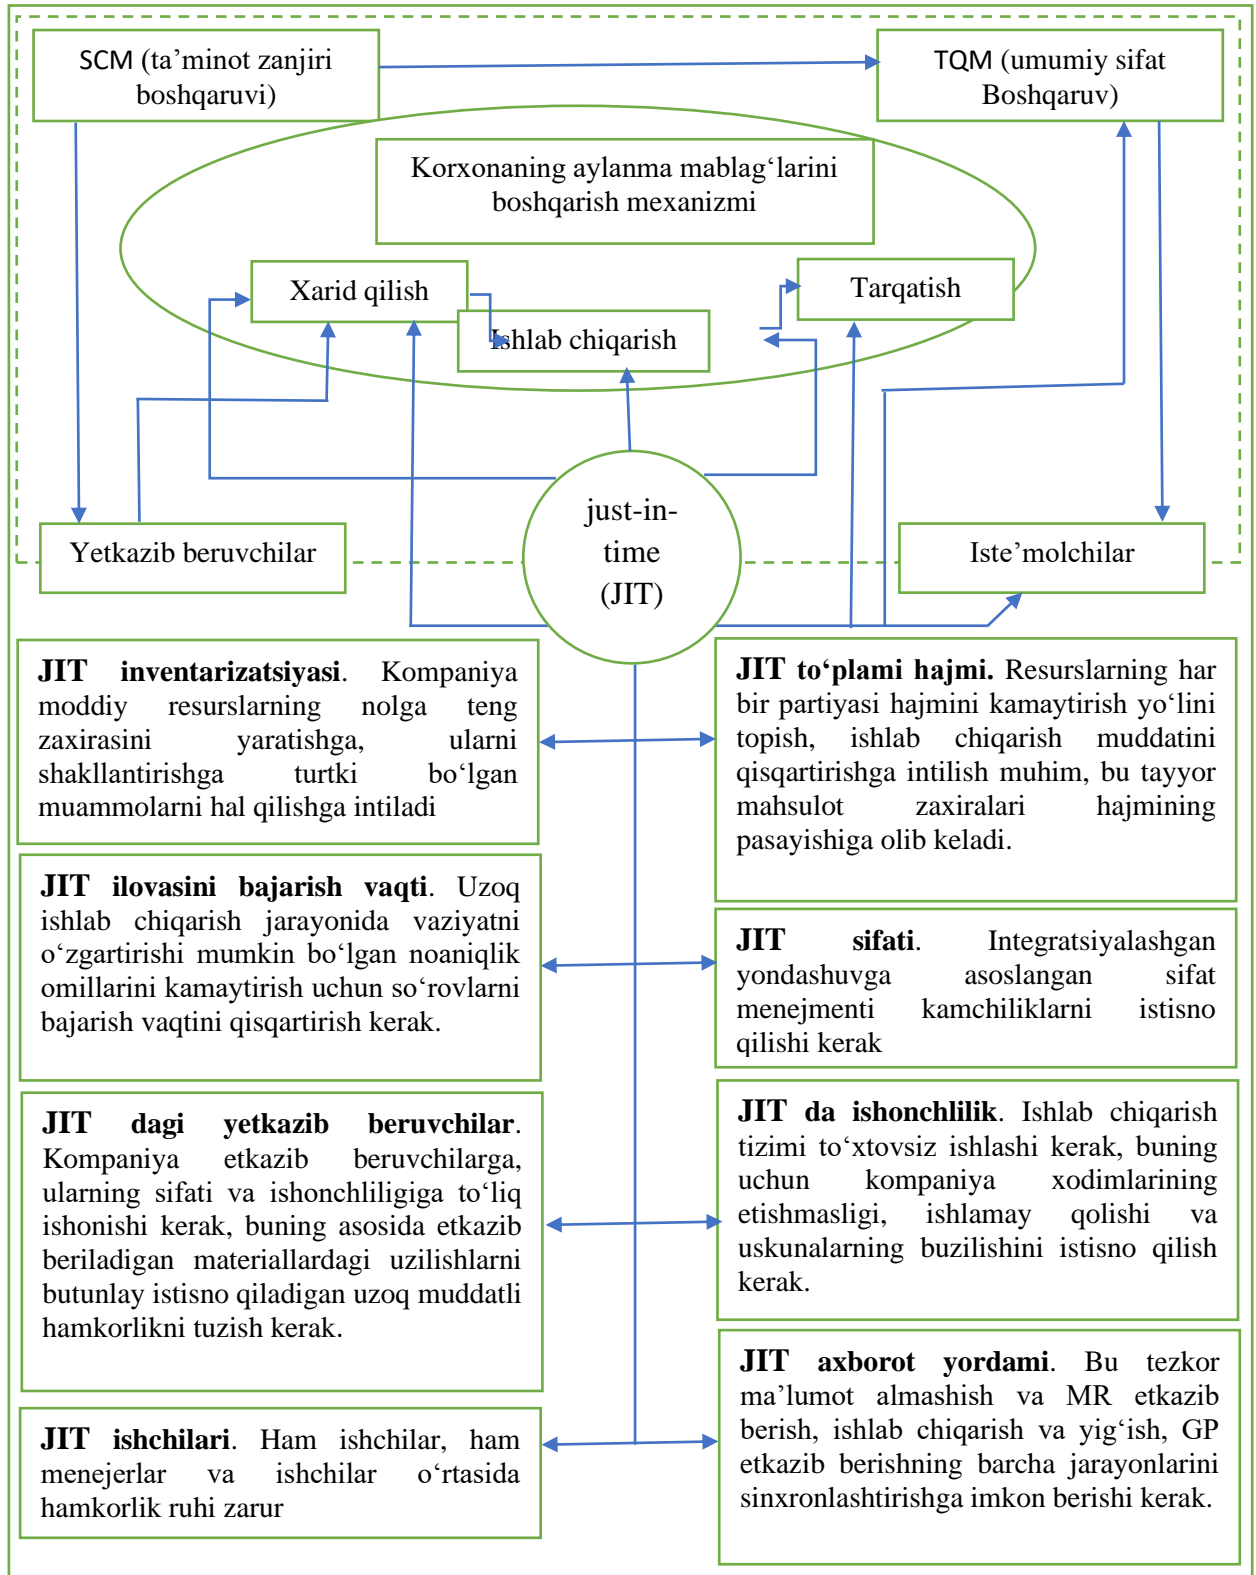 SCM (ta’minot zanjiri
boshqaruvi)
TQM (umumiy sifat
Boshqaruv)
Korxonaning aylanma mablag‘larini
boshqarish mexanizmi
Xarid qilish
Tarqatish
Ishlab chiqarish
just-in-
time
(JIT)
Yetkazib beruvchilar
Iste’molchilar
JIT inventarizatsiyasi. Kompaniya
moddiy resurslarning nolga teng
zaxirasini yaratishga, ularni
shakllantirishga turtki bo‘lgan
muammolarni hal qilishga intiladi
JIT to‘plami hajmi. Resurslarning har
bir partiyasi hajmini kamaytirish yo‘lini
topish, ishlab chiqarish muddatini
qisqartirishga intilish muhim, bu tayyor
mahsulot zaxiralari hajmining
pasayishiga olib keladi.
JIT ilovasini bajarish vaqti. Uzoq
ishlab chiqarish jarayonida vaziyatni
o‘zgartirishi mumkin bo‘lgan noaniqlik
omillarini kamaytirish uchun so‘rovlarni
bajarish vaqtini qisqartirish kerak.
JIT sifati. Integratsiyalashgan
yondashuvga asoslangan sifat
menejmenti kamchiliklarni istisno
qilishi kerak
JIT dagi yetkazib beruvchilar.
Kompaniya etkazib beruvchilarga,
ularning sifati va ishonchliligiga to‘liq
ishonishi kerak, buning asosida etkazib
beriladigan materiallardagi uzilishlarni
butunlay istisno qiladigan uzoq muddatli
hamkorlikni tuzish kerak.
JIT da ishonchlilik. Ishlab chiqarish
tizimi to‘xtovsiz ishlashi kerak, buning
uchun kompaniya xodimlarining
etishmasligi, ishlamay qolishi va
uskunalarning buzilishini istisno qilish
kerak.
JIT ishchilari. Ham ishchilar, ham
menejerlar va ishchilar o‘rtasida
hamkorlik ruhi zarur
JIT axborot yordami. Bu tezkor
ma’lumot almashish va MR etkazib
berish, ishlab chiqarish va yig‘ish, GP
etkazib berishning barcha jarayonlarini
sinxronlashtirishga imkon berishi kerak.